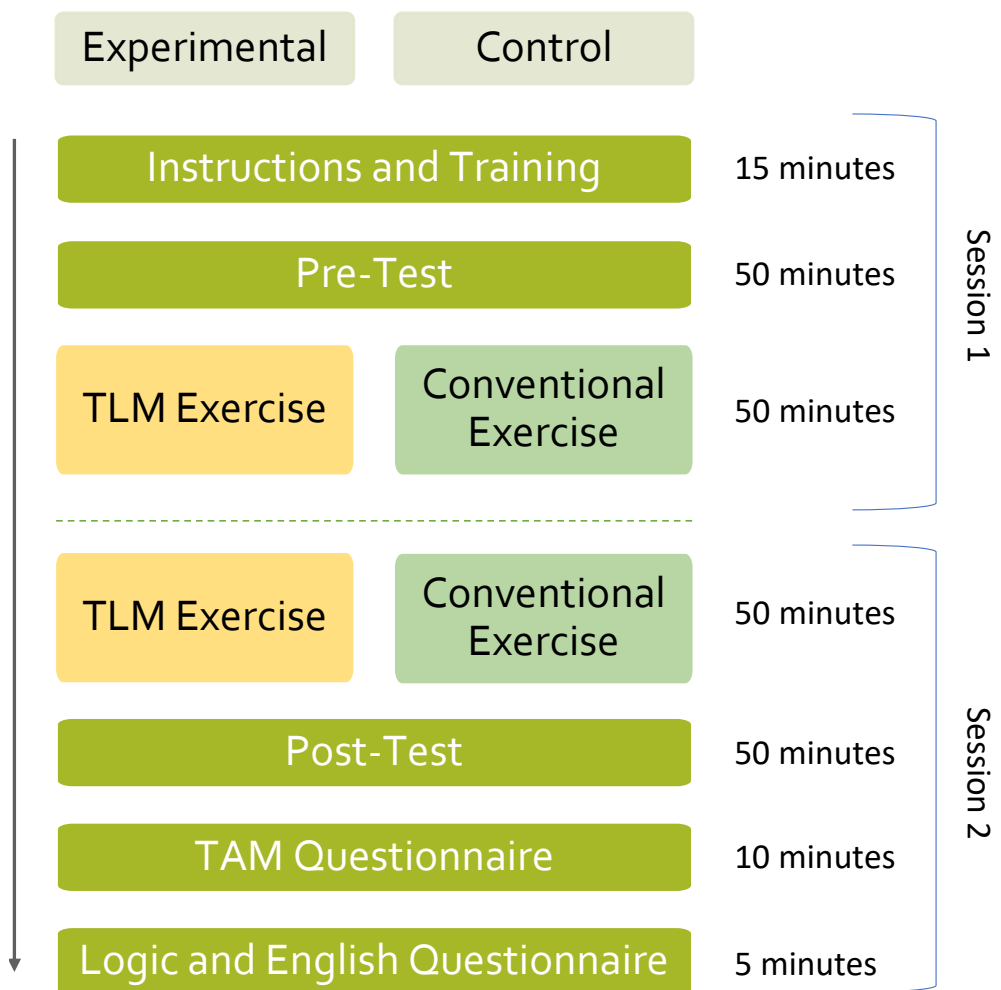 Experimental
Control
Instructions and Training
15 minutes
Pre-Test
50 minutes
TLM Exercise
Conventional
Exercise
50 minutes
Session 1
TLM Exercise
Conventional
Exercise
50 minutes
Post-Test
50 minutes
TAM Questionnaire
10 minutes
Logic and English Questionnaire
5 minutes
Session 2